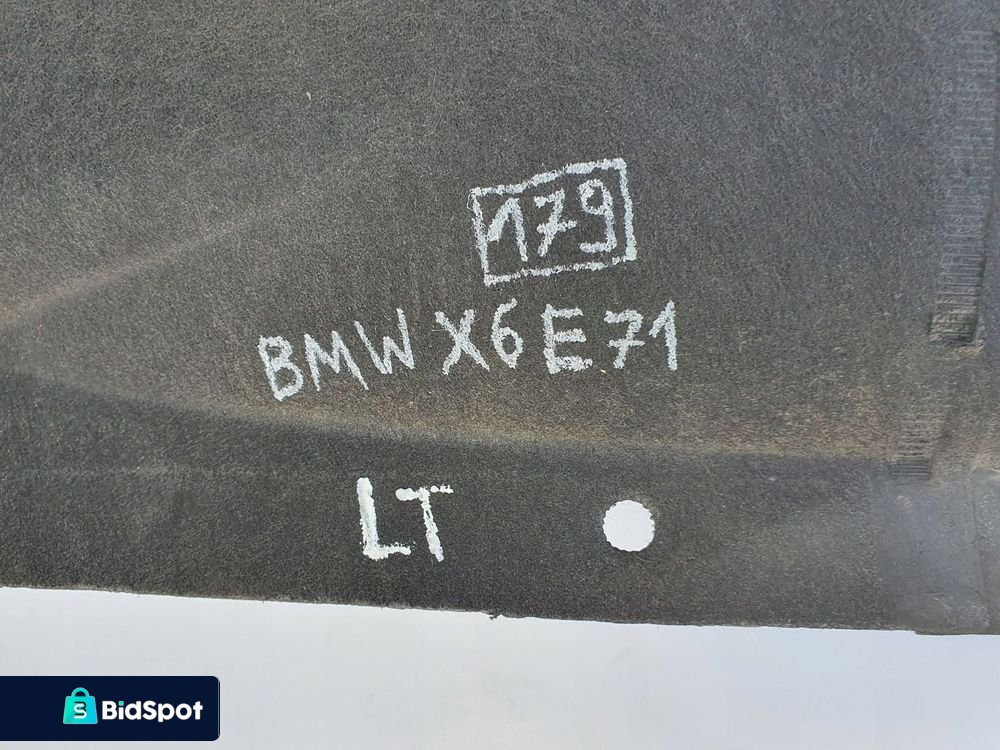 179
BMW X6 E71
LT
BidSpot